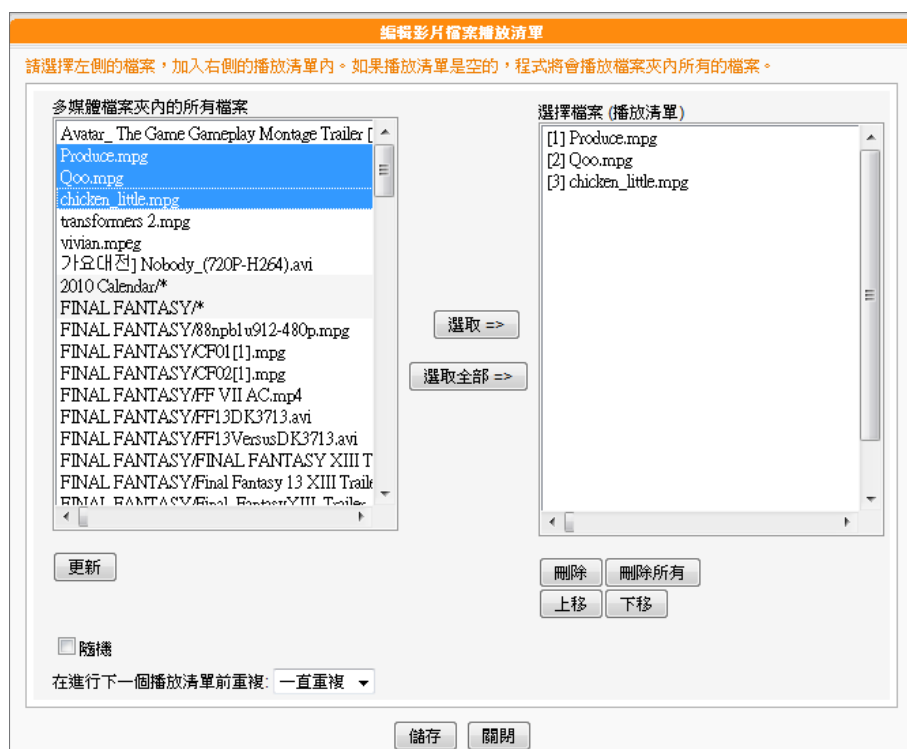 編輯影片檔案播放清單
請選擇左側的檔案，加入右側的播放清單內。如果播放清單是空的，程式將會播放檔案夾內所有的檔案。
多媒體檔案夾內的所有檔案
Avatar_ The Game Gameplay Montage Trailer [
Produce.mpg
Qoo.mpg
chicken_little.mpg
transformers 2.mpg
vivian.mpeg
가요대전] Nobody_(720P-H264).avi
2010 Calendar/*
FINAL FANTASY/*
FINAL FANTASY/88npb1u912-480p.mpg
FINAL FANTASY/CF01[1].mpg
FINAL FANTASY/CF02[1].mpg
FINAL FANTASY/FF VII AC.mp4
FINAL FANTASY/FF13DK3713.avi
FINAL FANTASY/FF13VersusDK3713.avi
FINAL FANTASY/FINAL FANTASY XIII T
FINAL FANTASY/Final Fantasy 13 XIII Traile
FINAL FANTASY/Final_FantasyXIII_Trailer
更新
選取 =>
選取全部 =>
選擇檔案 (播放清單)
[1] Produce.mpg
[2] Qoo.mpg
[3] chicken_little.mpg
刪除 刪除所有
上移 下移
隨機
在進行下一個播放清單前重複: 一直重複
儲存 關閉